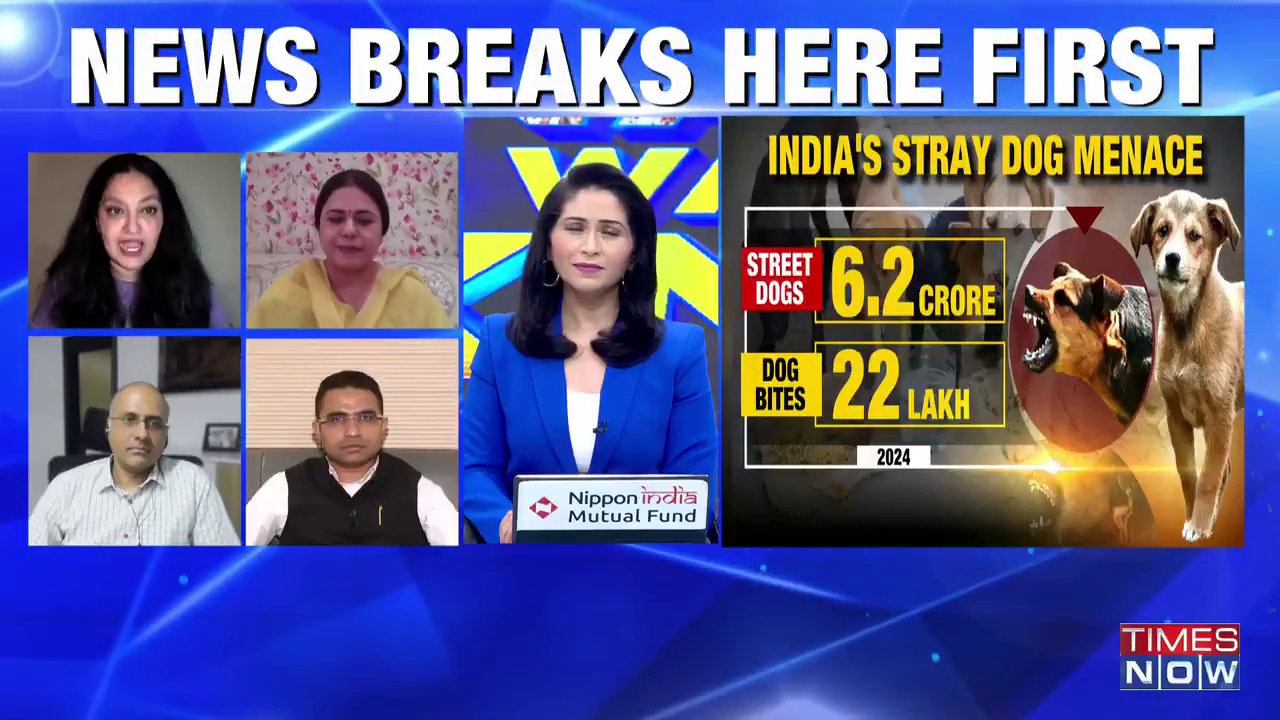 NEWS BREAKS HERE FIRST
INDIA'S STRAY DOG MENACE
STREET DOGS
6.2 CRORE
DOG BITES
22 LAKH
2024
Nippon india
Mutual Fund
TIMES
NOW